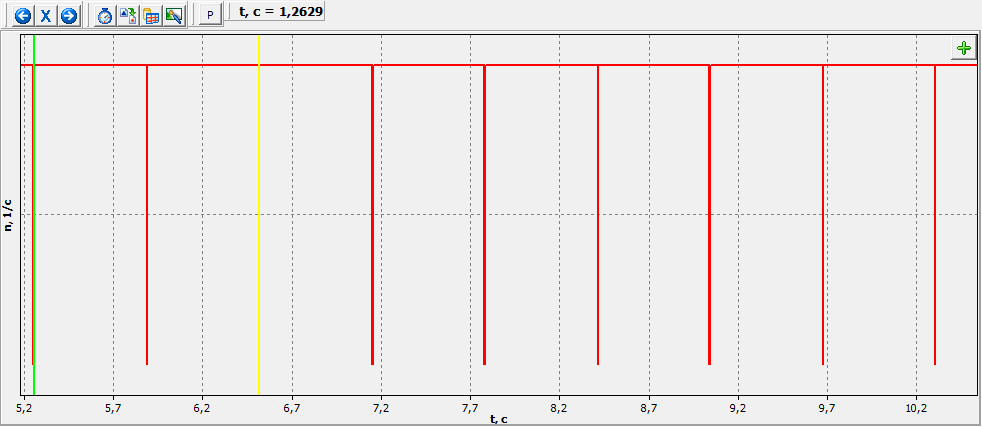 X
P
t, c = 1,2629
n, 1/c
5,2 5,7 6,2 6,7 7,2 7,7 8,2 8,7 9,2 9,7 10,2
t, c